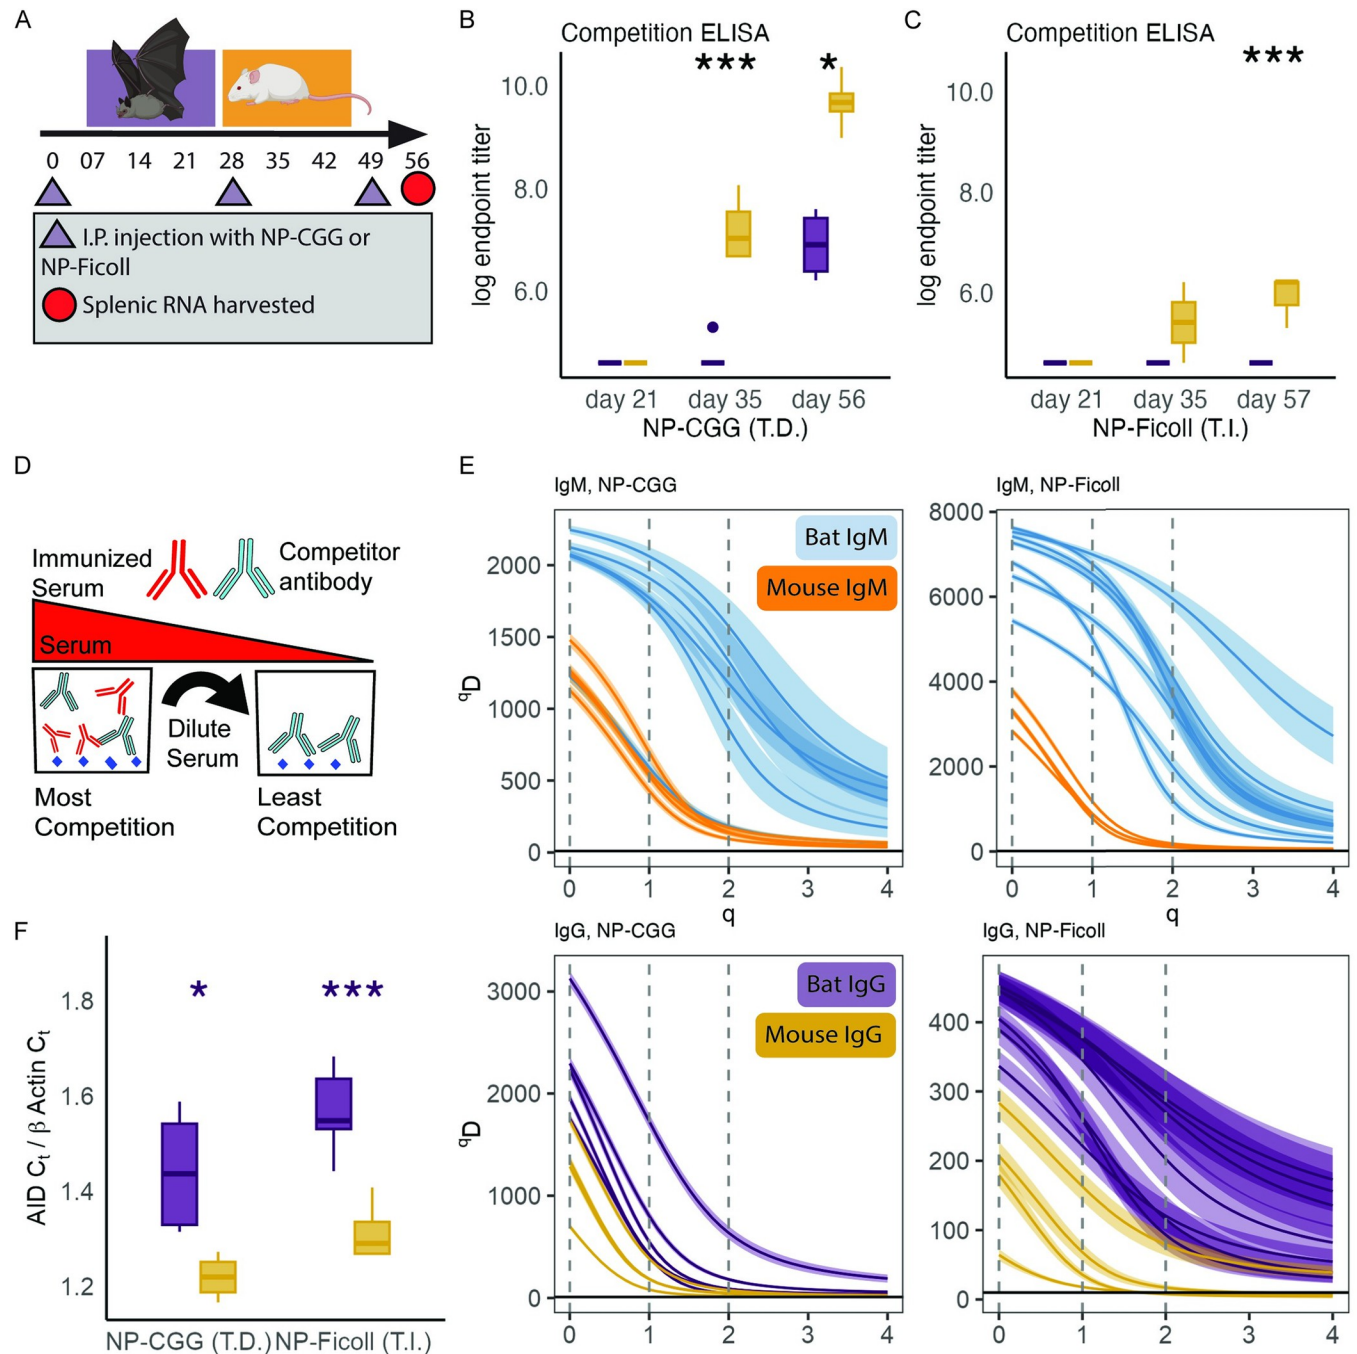 A
0 07 14 21 28 35 42 49 56
I.P. injection with NP-CGG or
NP-Ficoll
Splenic RNA harvested
B
Competition ELISA
*** *
log endpoint titer
10.0
8.0
6.0
day 21 day 35 day 56
NP-CGG (T.D.)
C
Competition ELISA
***
log endpoint titer
10.0
8.0
6.0
day 21 day 35 day 57
NP-Ficoll (T.I.)
D
Immunized
Serum
Competitor
antibody
Serum
Dilute
Serum
Most
Competition
Least
Competition
E
IgM, NP-CGG
Bat IgM
Mouse IgM
qD
2000
1500
1000
500
0
0 1 2 3 4
q
IgM, NP-Ficoll
8000
6000
4000
2000
0
0 1 2 3 4
q
IgG, NP-CGG
Bat IgG
Mouse IgG
qD
3000
2000
1000
0
0 1 2 3 4
IgG, NP-Ficoll
400
300
200
100
0
0 1 2 3 4
F
* ***
AID Ct / β Actin Ct
1.8
1.6
1.4
1.2
NP-CGG (T.D.) NP-Ficoll (T.I.)